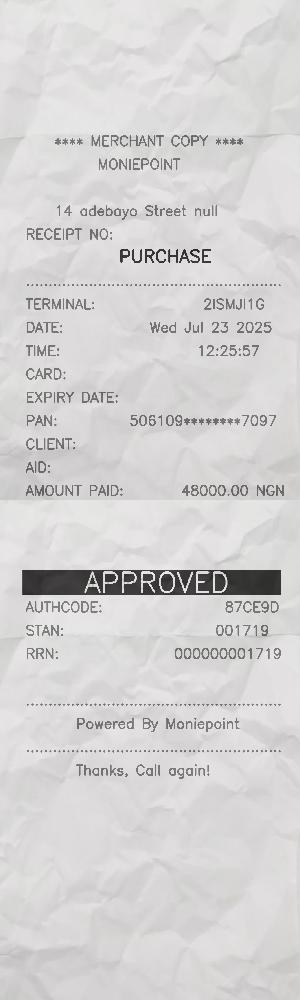 **** MERCHANT COPY ****
MONIEPOINT
14 adebayo Street null
RECEIPT NO:
PURCHASE
TERMINAL: 2ISMJI1G
DATE: Wed Jul 23 2025
TIME: 12:25:57
CARD:
EXPIRY DATE:
PAN: 506109********7097
CLIENT:
AID:
AMOUNT PAID: 48000.00 NGN
APPROVED
AUTHCODE: 87CE9D
STAN: 001719
RRN: 000000001719
Powered By Moniepoint
Thanks, Call again!